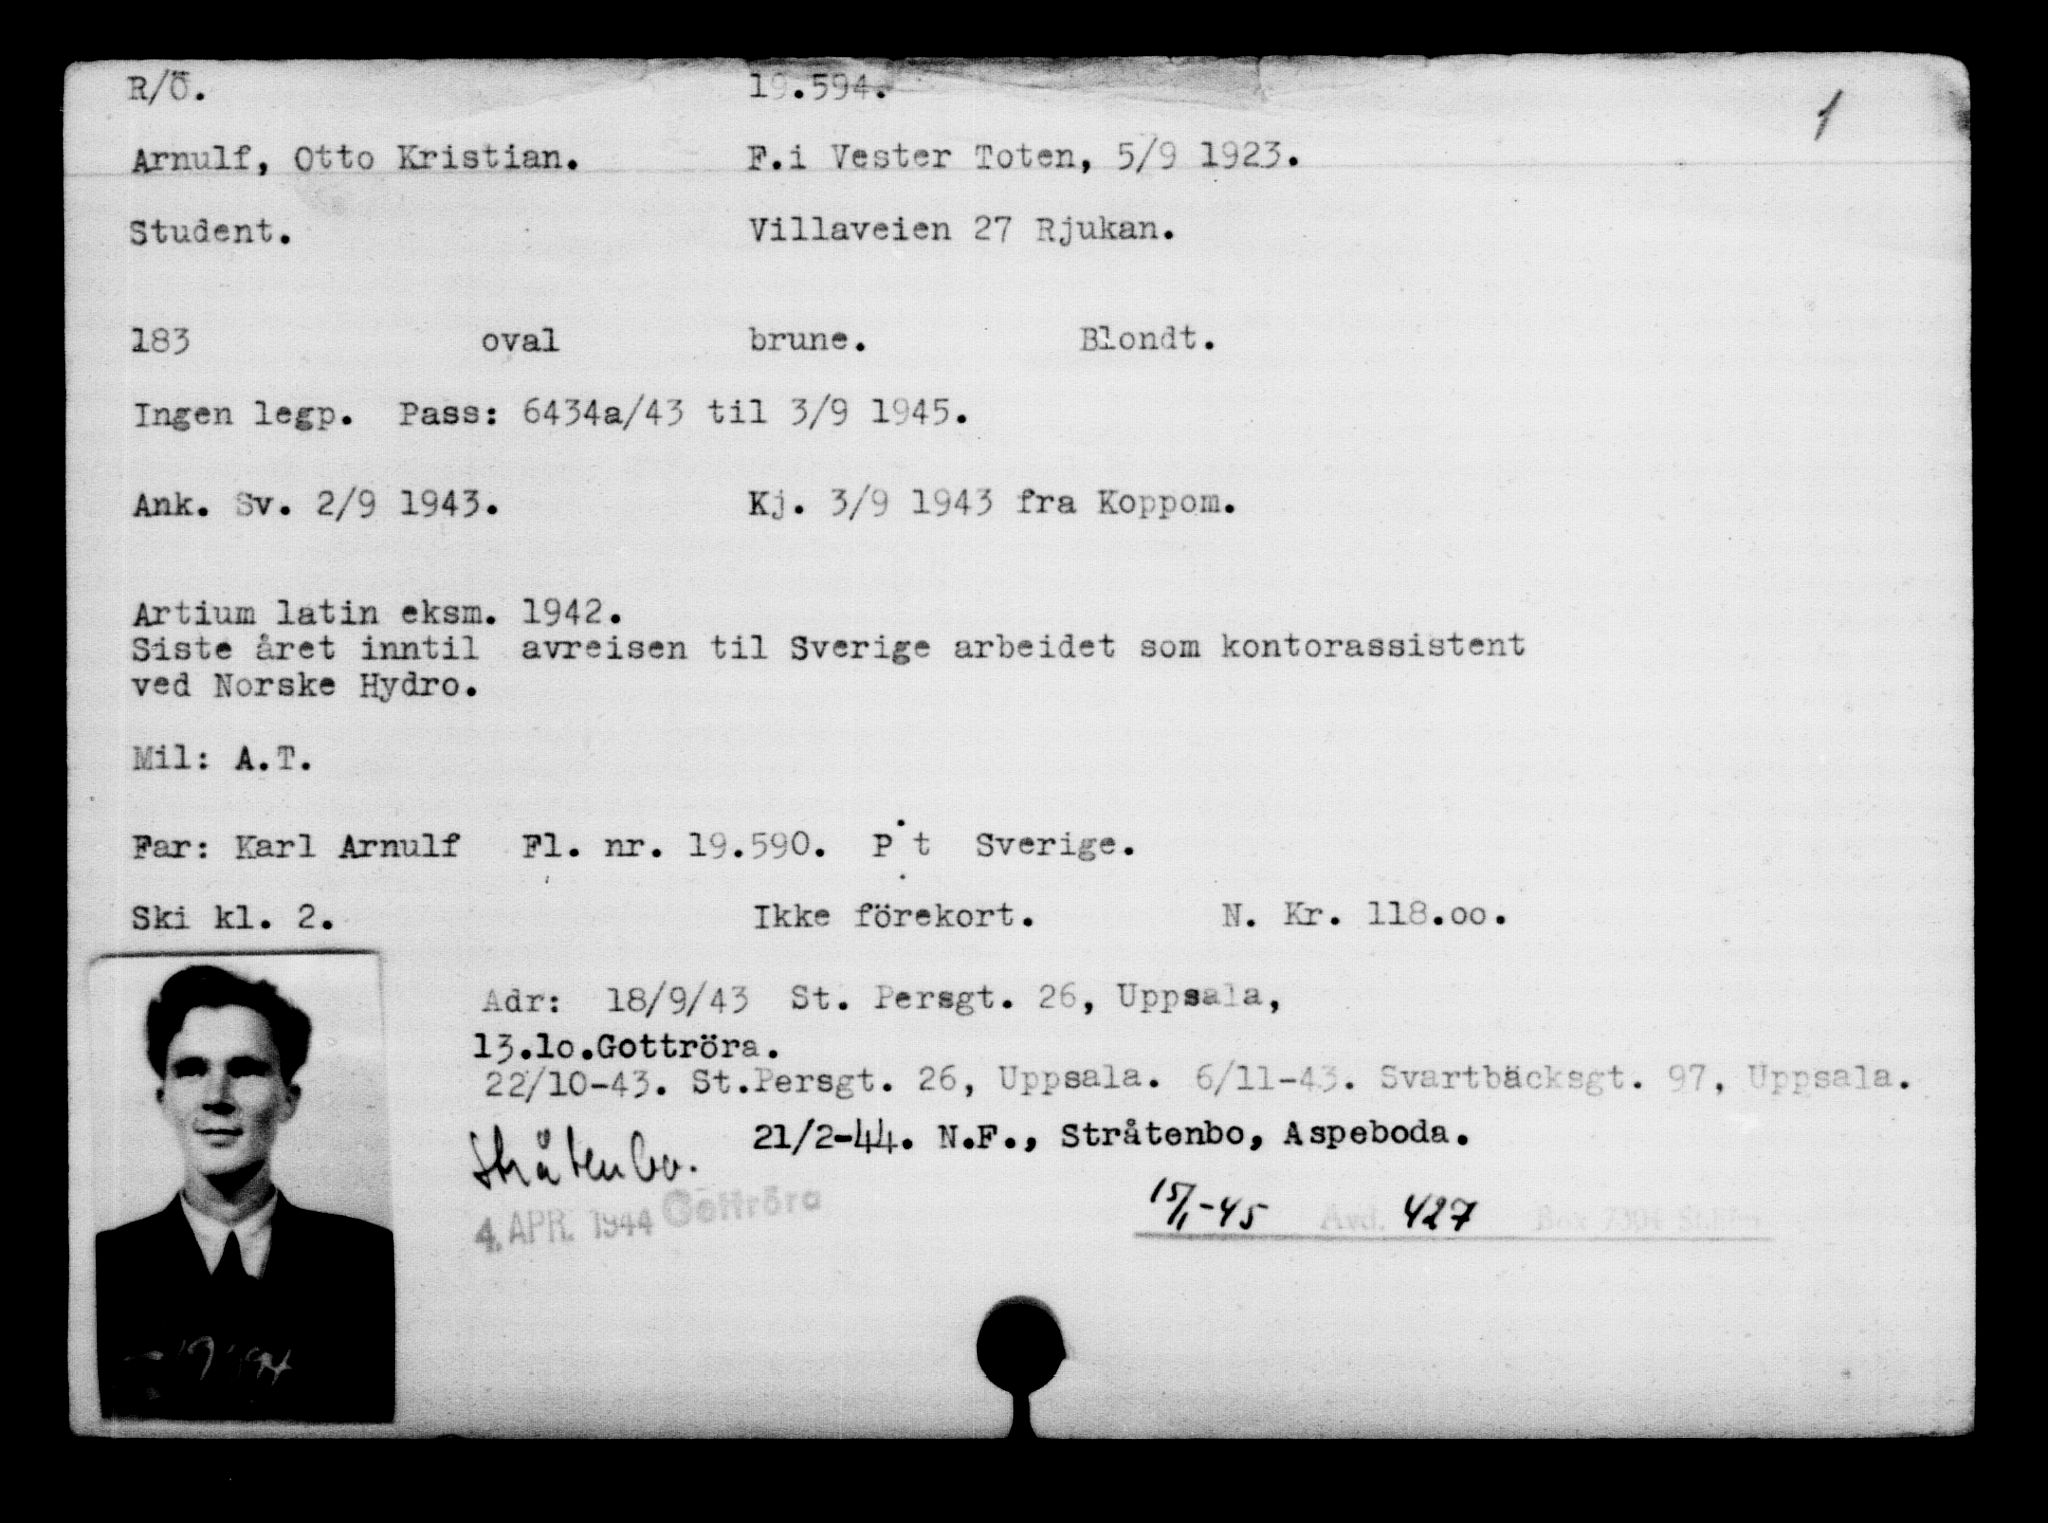 R/Ö. 19.594.
1
Arnulf, Otto Kristian. F.i Vester Toten, 5/9 1923.
Student. Villaveien 27 Rjukan.
183 oval brune. Blondt.
Ingen legp. Pass: 6434a/43 til 3/9 1945.
Ank. Sv. 2/9 1943. Kj. 3/9 1943 fra Koppom.
Artium latin eksm. 1942.
Siste året inntil avreisen til Sverige arbeidet som kontorassistent
ved Norske Hydro.
Mil: A.T.
Far: Karl Arnulf Fl. nr. 19.590. P t Sverige.
Ski kl. 2. Ikke förekort. N. Kr. 118.oo.
Adr: 18/9/43 St. Persgt. 26, Uppsala,
13.1o.Gottröra.
22/10-43. St.Persgt. 26, Uppsala. 6/11-43. Svartbäcksgt. 97, Uppsala.
Stråtenbo. 21/2-44. N.F., Stråtenbo, Aspeboda.
4. APR. 1944 Gottröra
15/1-45 Avd. 427 Box